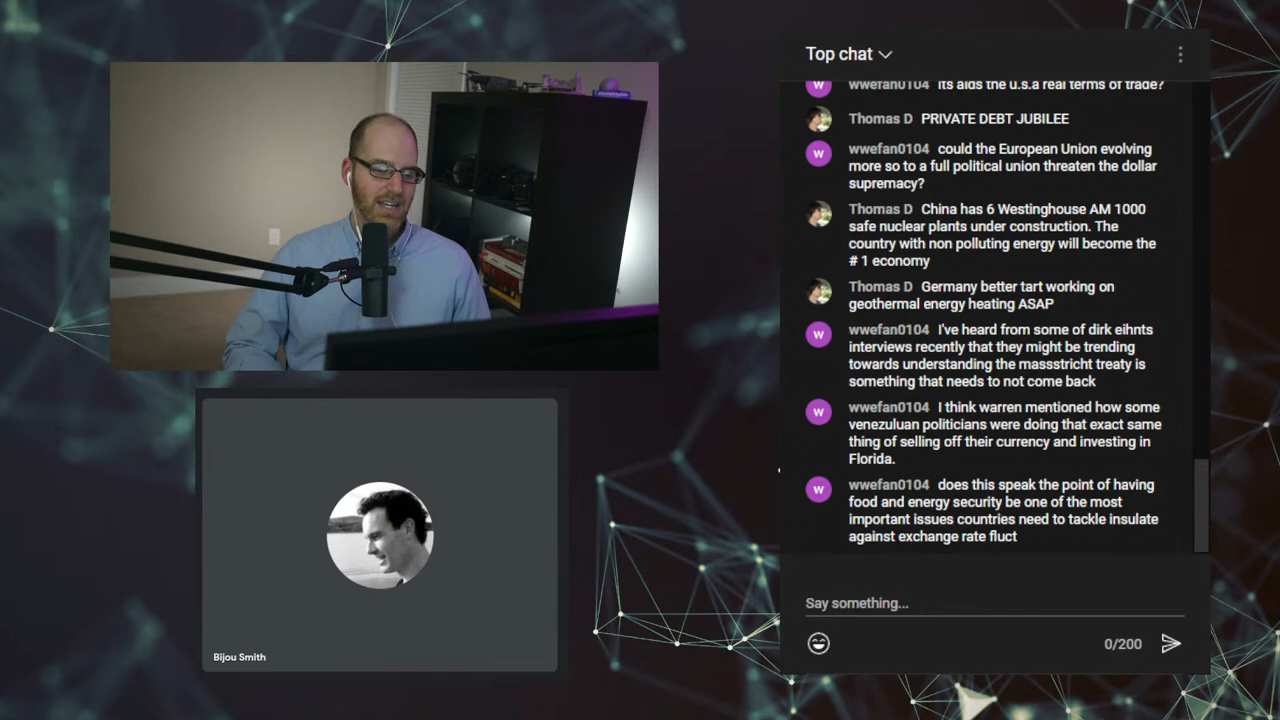 Top chat
wwefan0104 its aids the u.s.a real terms of trade?
Thomas D PRIVATE DEBT JUBILEE
wwefan0104 could the European Union evolving
more so to a full political union threaten the dollar
supremacy?
Thomas D China has 6 Westinghouse AM 1000
safe nuclear plants under construction. The
country with non polluting energy will become the
# 1 economy
Thomas D Germany better tart working on
geothermal energy heating ASAP
wwefan0104 I've heard from some of dirk eihnts
interviews recently that they might be trending
towards understanding the massstricht treaty is
something that needs to not come back
wwefan0104 I think warren mentioned how some
venezuluan politicians were doing that exact same
thing of selling off their currency and investing in
Florida.
wwefan0104 does this speak the point of having
food and energy security be one of the most
important issues countries need to tackle insulate
against exchange rate fluct
Say something...
0/200
Bijou Smith